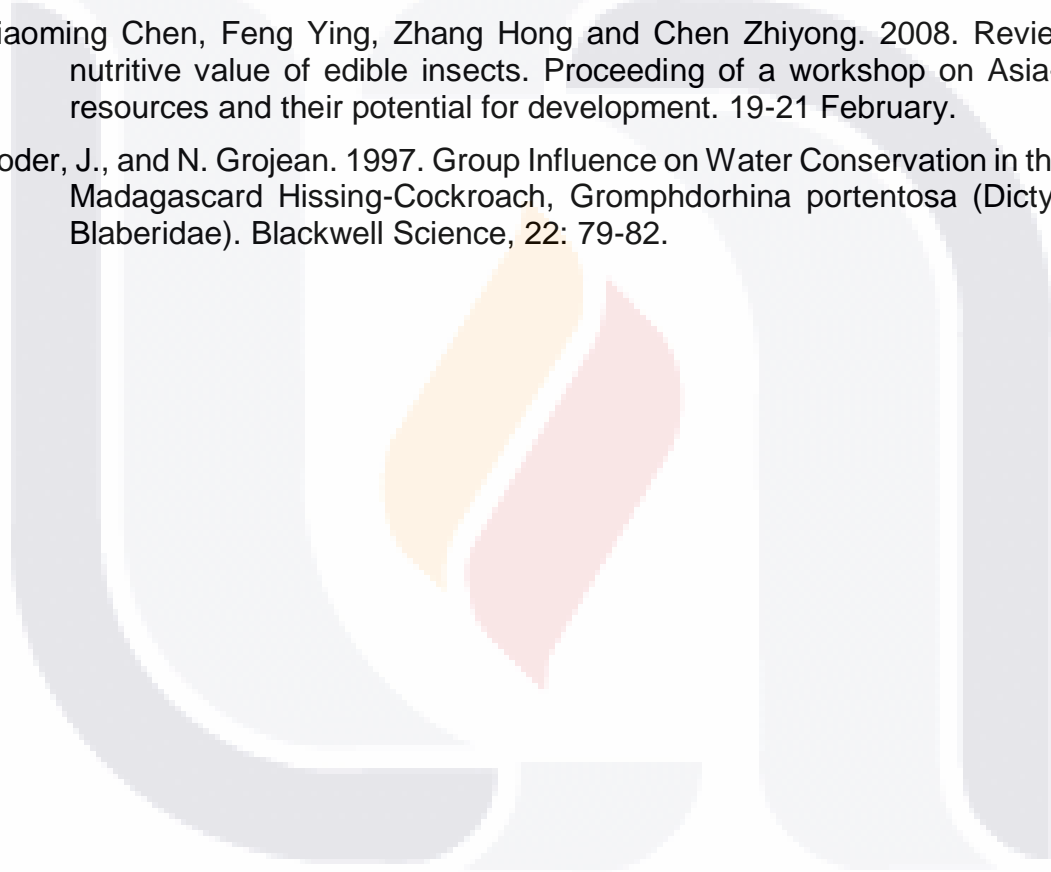 iaoming Chen, Feng Ying, Zhang Hong and Chen Zhiyong. 2008. Revie
nutritive value of edible insects. Proceeding of a workshop on Asia-
resources and their potential for development. 19-21 February.
oder, J., and N. Grojean. 1997. Group Influence on Water Conservation in th
Madagascard Hissing-Cockroach, Gromphdorhina portentosa (Dicty
Blaberidae). Blackwell Science, 22: 79-82.